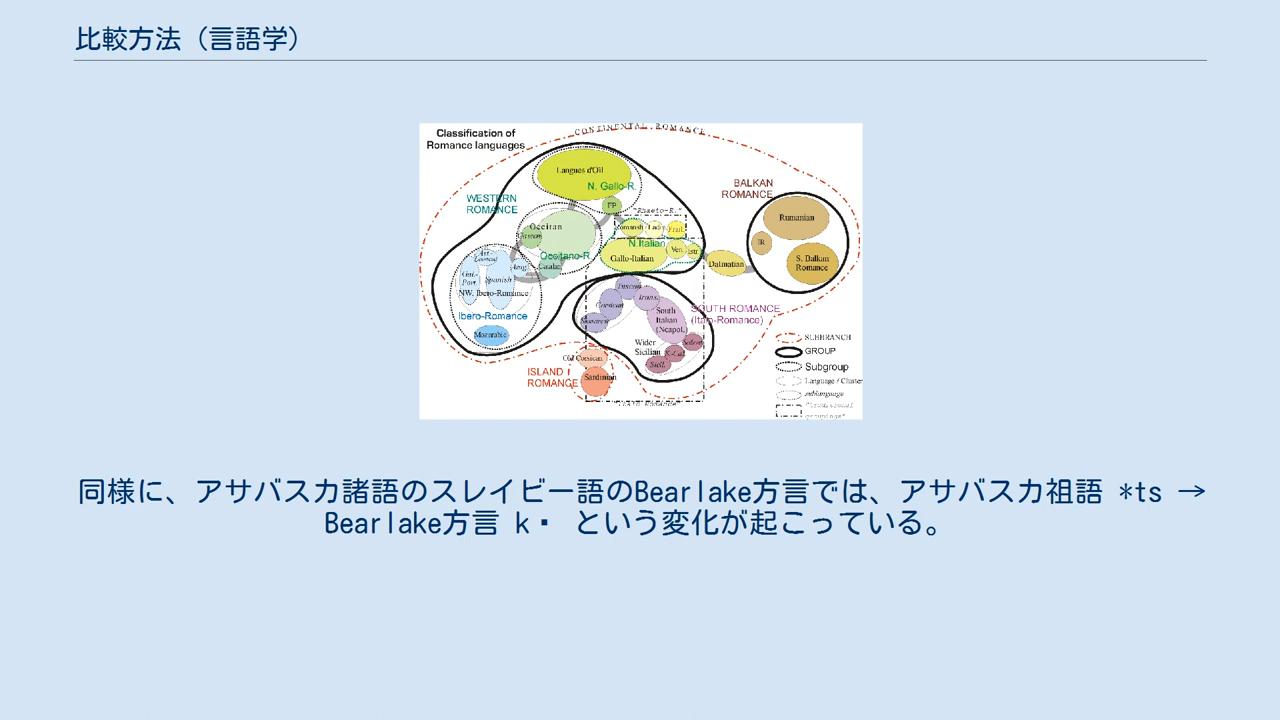 比較方法（言語学）
Classification of
Romance languages
CONTINENTAL ROMANCE
Langues d'Oïl
N. Gallo-R.
WESTERN
ROMANCE
BALKAN
ROMANCE
FP
"Rhaeto-R."
Occitan
Gascon
Romansh
Lad.
Friul.
Rumanian
N.Italian
Ven.
Istr.
IR
Occitano-R.
Gallo-Italian
Dalmatian
S. Balkan
Romance
Catalan
Spanish
Arag.
NW. Ibero-Romance
Ibero-Romance
Mozarabic
Tuscan
Corsican
SOUTH ROMANCE
(Italo-Romance)
South
Italian
(Neapol.
Wider
Sicilian
Sicil.
Old Corsican
ISLAND
ROMANCE
Sardinian
SUBBRANCH
GROUP
Subgroup
Language / Cluster
sublanguage
同様に、アサバスカ諸語のスレイビー語のBearlake方言では、アサバスカ祖語 *ts →
Bearlake方言 k という変化が起こっている。